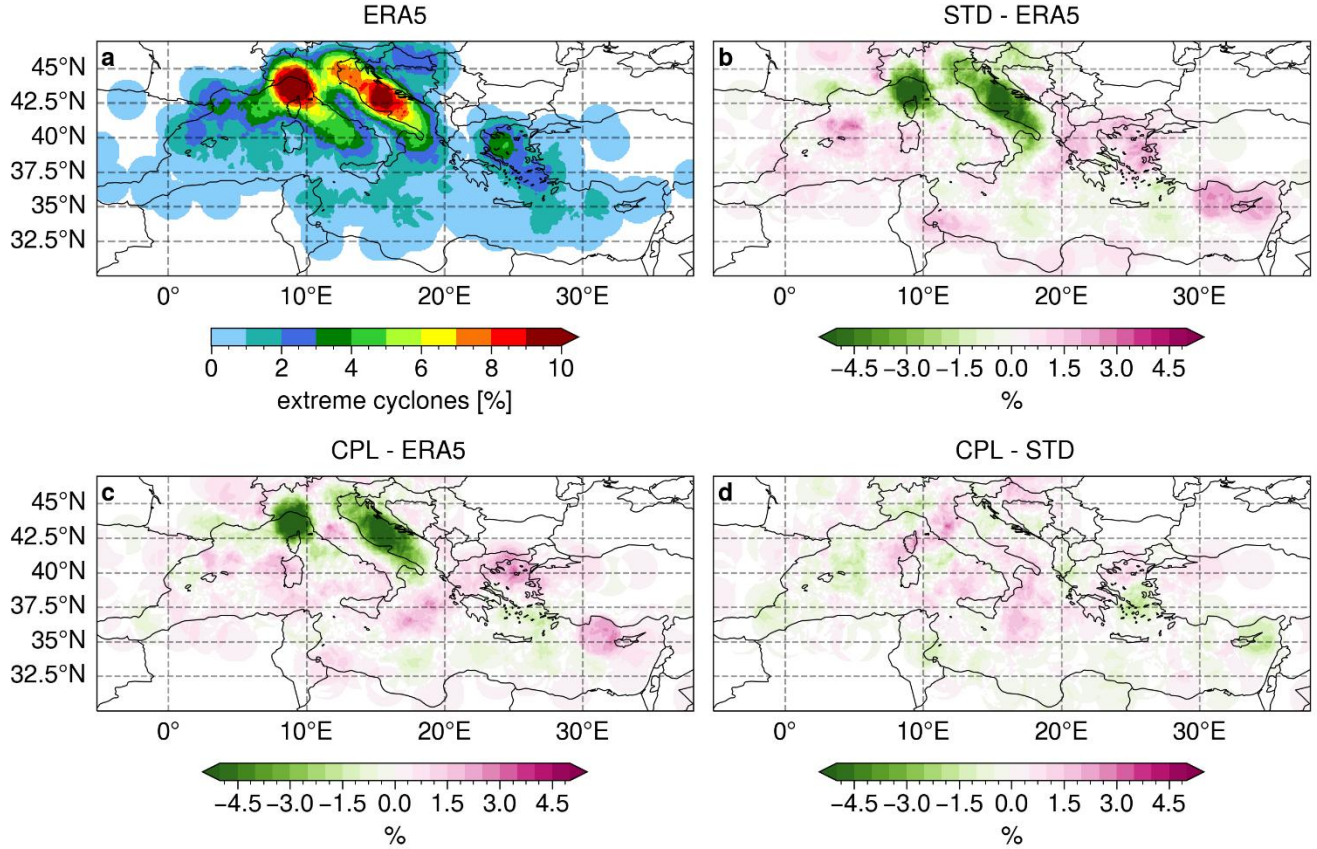 ERA5
STD - ERA5
a
b
45°N
42.5°N
40°N
37.5°N
35°N
32.5°N
0° 10°E 20°E 30°E
0° 10°E 20°E 30°E
0 2 4 6 8 10
−4.5 −3.0 −1.5 0.0 1.5 3.0 4.5
extreme cyclones [%]
%
CPL - ERA5
CPL - STD
c
d
45°N
42.5°N
40°N
37.5°N
35°N
32.5°N
0° 10°E 20°E 30°E
0° 10°E 20°E 30°E
−4.5 −3.0 −1.5 0.0 1.5 3.0 4.5
−4.5 −3.0 −1.5 0.0 1.5 3.0 4.5
%
%